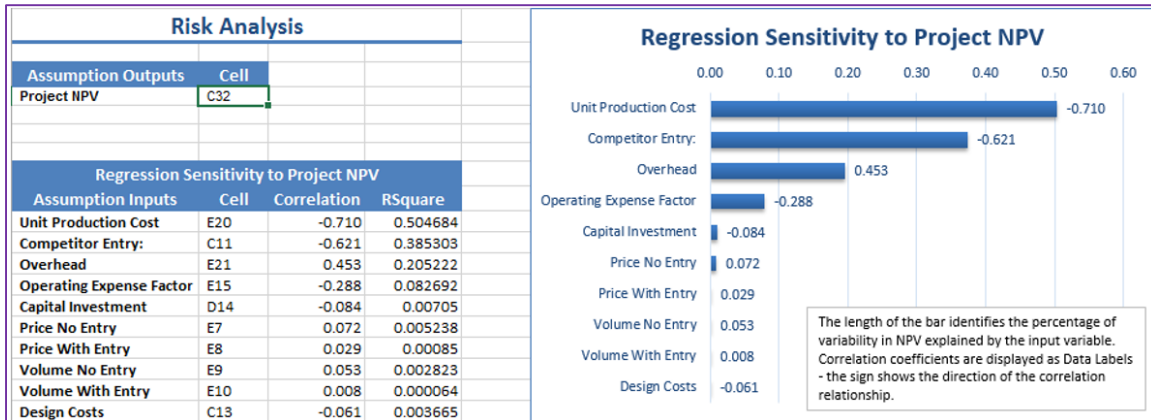 Risk Analysis
Assumption Outputs Cell
Project NPV C32
Regression Sensitivity to Project NPV
Assumption Inputs Cell Correlation RSquare
Unit Production Cost E20 -0.710 0.504684
Competitor Entry: C11 -0.621 0.385303
Overhead E21 0.453 0.205222
Operating Expense Factor E15 -0.288 0.082692
Capital Investment D14 -0.084 0.00705
Price No Entry E7 0.072 0.005238
Price With Entry E8 0.029 0.00085
Volume No Entry E9 0.053 0.002823
Volume With Entry E10 0.008 0.000064
Design Costs C13 -0.061 0.003665
Regression Sensitivity to Project NPV
0.00 0.10 0.20 0.30 0.40 0.50 0.60
Unit Production Cost -0.710
Competitor Entry: -0.621
Overhead 0.453
Operating Expense Factor -0.288
Capital Investment -0.084
Price No Entry 0.072
Price With Entry 0.029
Volume No Entry 0.053
Volume With Entry 0.008
Design Costs -0.061
The length of the bar identifies the percentage of
variability in NPV explained by the input variable.
Correlation coefficients are displayed as Data Labels
- the sign shows the direction of the correlation
relationship.